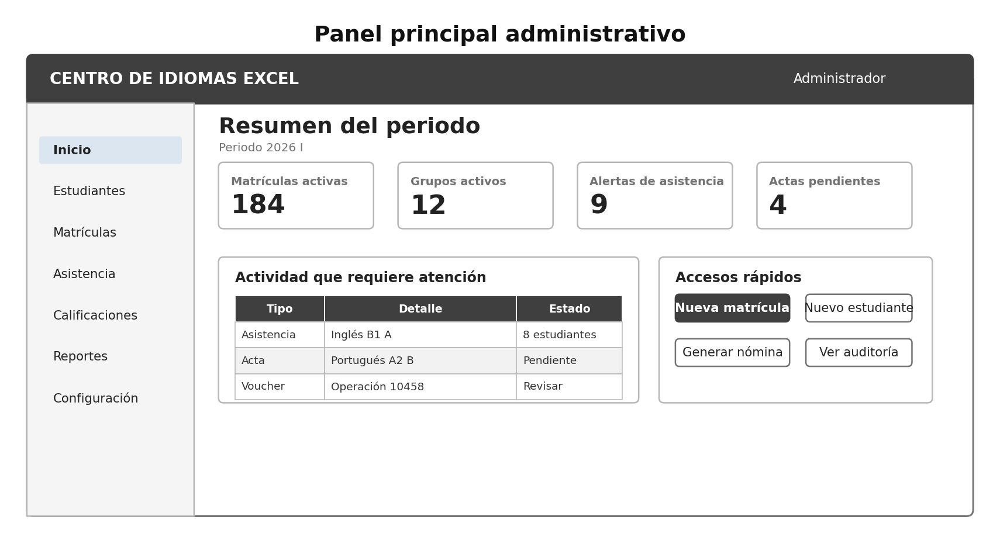 Panel principal administrativo
CENTRO DE IDIOMAS EXCEL
Administrador
Inicio
Estudiantes
Matrículas
Asistencia
Calificaciones
Reportes
Configuración
Resumen del periodo
Periodo 2026 I
Matrículas activas
184
Grupos activos
12
Alertas de asistencia
9
Actas pendientes
4
Actividad que requiere atención
Tipo Detalle Estado
Asistencia Inglés B1 A 8 estudiantes
Acta Portugués A2 B Pendiente
Voucher Operación 10458 Revisar
Accesos rápidos
Nueva matrícula Nuevo estudiante
Generar nómina Ver auditoría